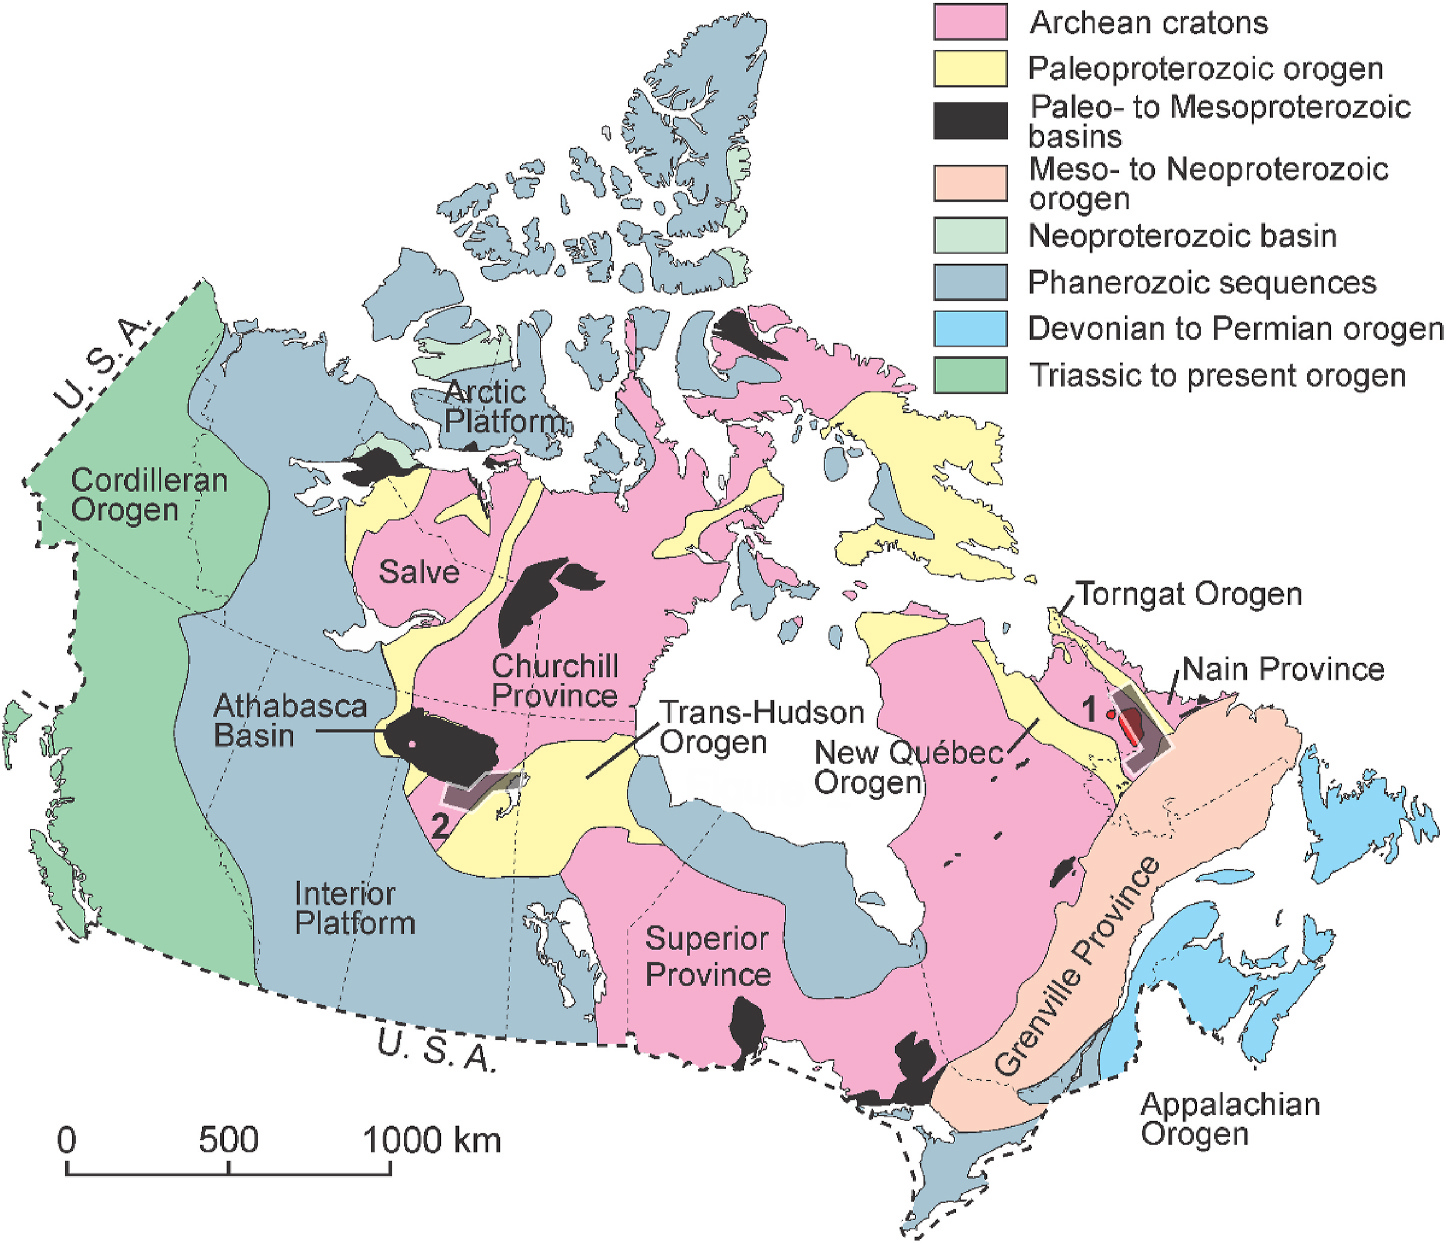 Archean cratons
Paleoproterozoic orogen
Paleo- to Mesoproterozoic
basins
Meso- to Neoproterozoic
orogen
Neoproterozoic basin
Phanerozoic sequences
Devonian to Permian orogen
Triassic to present orogen
U. S. A.
Arctic
Platform
Cordilleran
Orogen
Salve
Torngat Orogen
Nain Province
Churchill
Province
Athabasca
Basin
Trans-Hudson
Orogen
1
New Québec
Orogen
2
Interior
Platform
Superior
Province
Grenville Province
U. S. A.
Appalachian
Orogen
0 500 1000 km